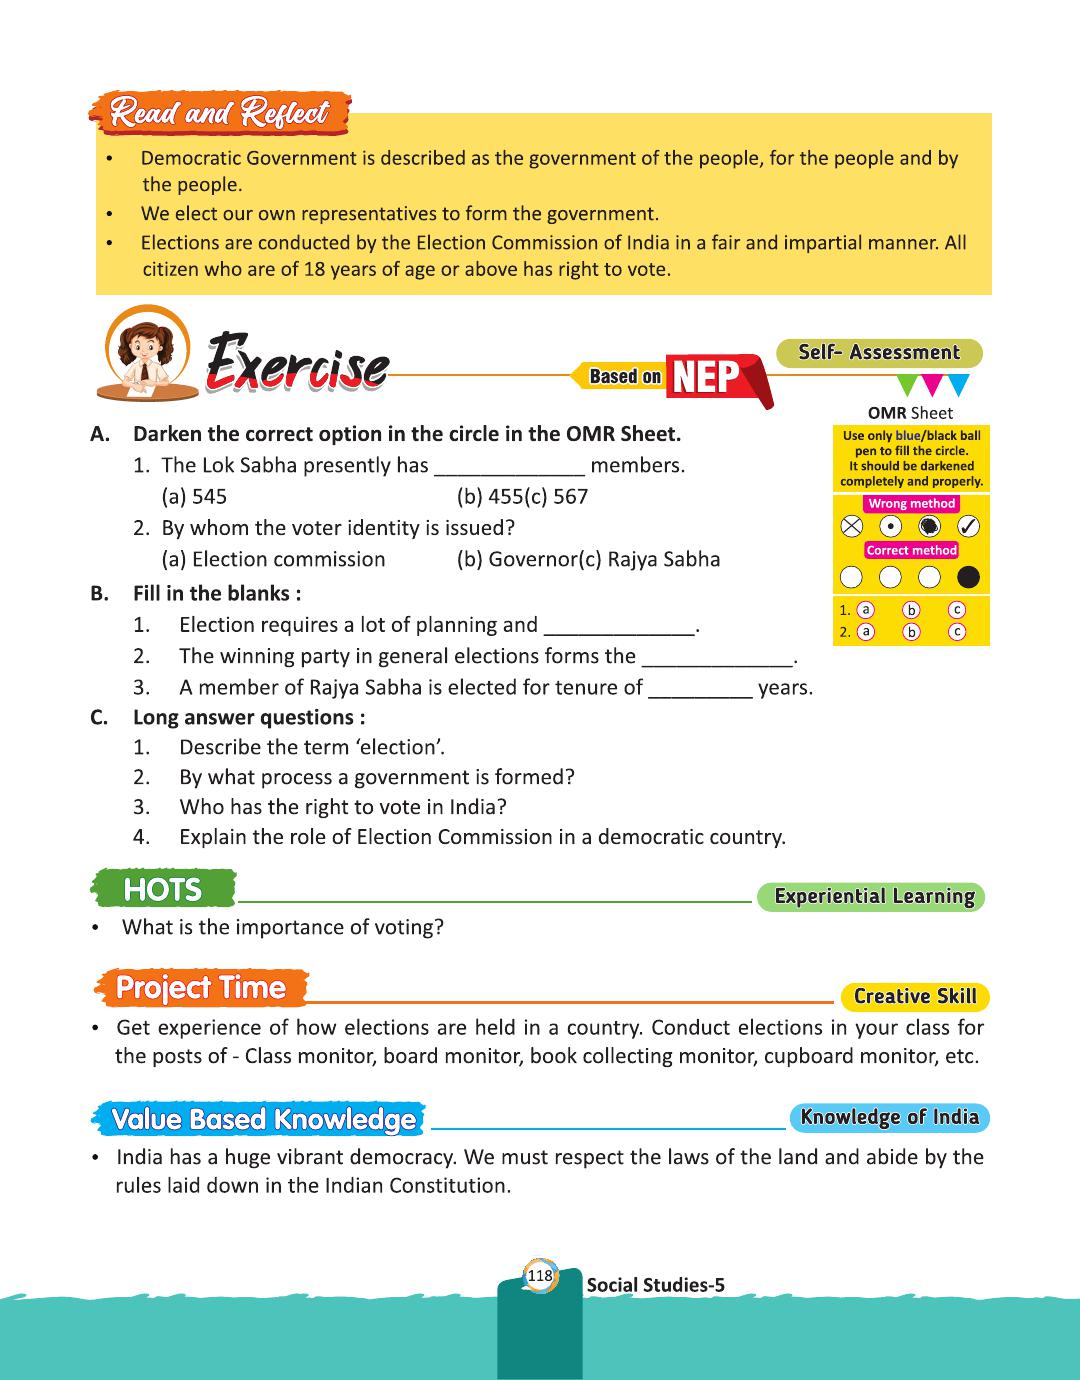 Read and Reflect
• Democratic Government is described as the government of the people, for the people and by
the people.
• We elect our own representatives to form the government.
• Elections are conducted by the Election Commission of India in a fair and impartial manner. All
citizen who are of 18 years of age or above has right to vote.
Exercise
Based on NEP
Self- Assessment
OMR Sheet
Use only blue/black ball
pen to fill the circle.
It should be darkened
completely and properly.
Wrong method
Correct method
1. a b c
2. a b c
A. Darken the correct option in the circle in the OMR Sheet.
1. The Lok Sabha presently has _____________ members.
(a) 545 (b) 455(c) 567
2. By whom the voter identity is issued?
(a) Election commission (b) Governor(c) Rajya Sabha
B. Fill in the blanks :
1. Election requires a lot of planning and _____________.
2. The winning party in general elections forms the _____________.
3. A member of Rajya Sabha is elected for tenure of _________ years.
C. Long answer questions :
1. Describe the term ‘election’.
2. By what process a government is formed?
3. Who has the right to vote in India?
4. Explain the role of Election Commission in a democratic country.
HOTS
Experiential Learning
• What is the importance of voting?
Project Time
Creative Skill
• Get experience of how elections are held in a country. Conduct elections in your class for
the posts of - Class monitor, board monitor, book collecting monitor, cupboard monitor, etc.
Value Based Knowledge
Knowledge of India
• India has a huge vibrant democracy. We must respect the laws of the land and abide by the
rules laid down in the Indian Constitution.
118
Social Studies-5